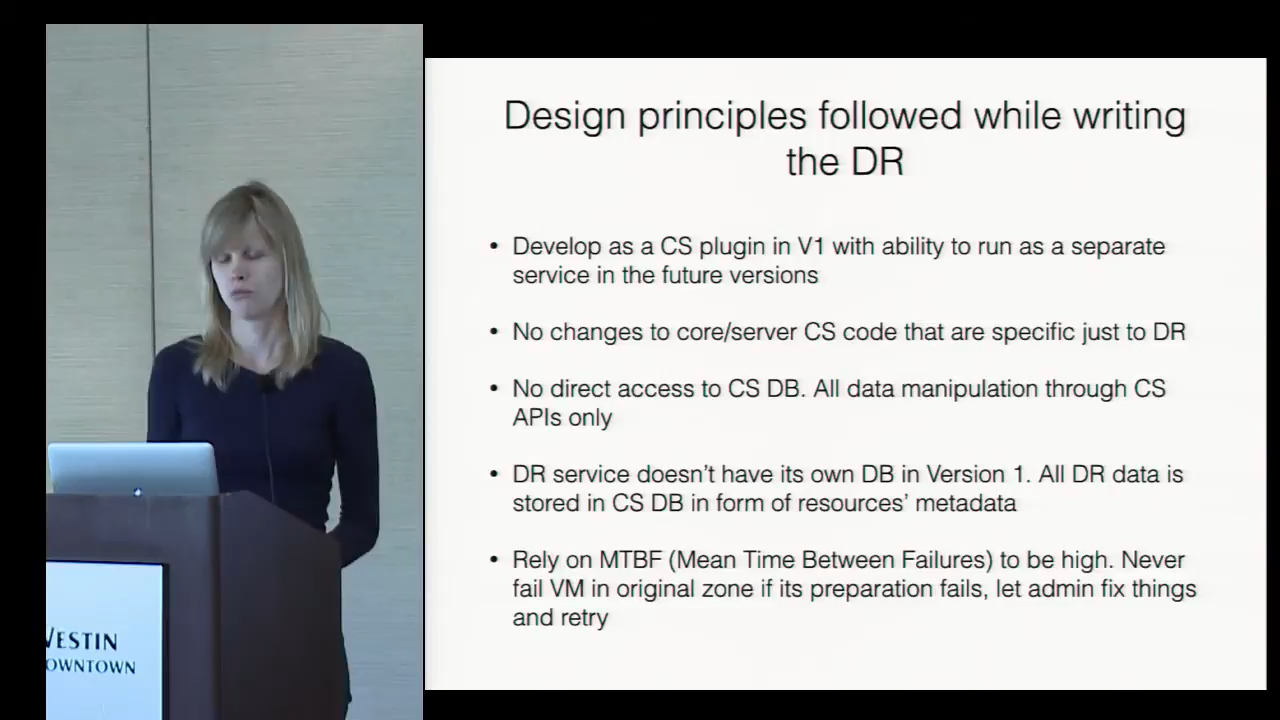 Design principles followed while writing
the DR
• Develop as a CS plugin in V1 with ability to run as a separate
service in the future versions
• No changes to core/server CS code that are specific just to DR
• No direct access to CS DB. All data manipulation through CS
APIs only
• DR service doesn't have its own DB in Version 1. All DR data is
stored in CS DB in form of resources' metadata
• Rely on MTBF (Mean Time Between Failures) to be high. Never
fail VM in original zone if its preparation fails, let admin fix things
and retry
WESTIN
DOWNTOWN